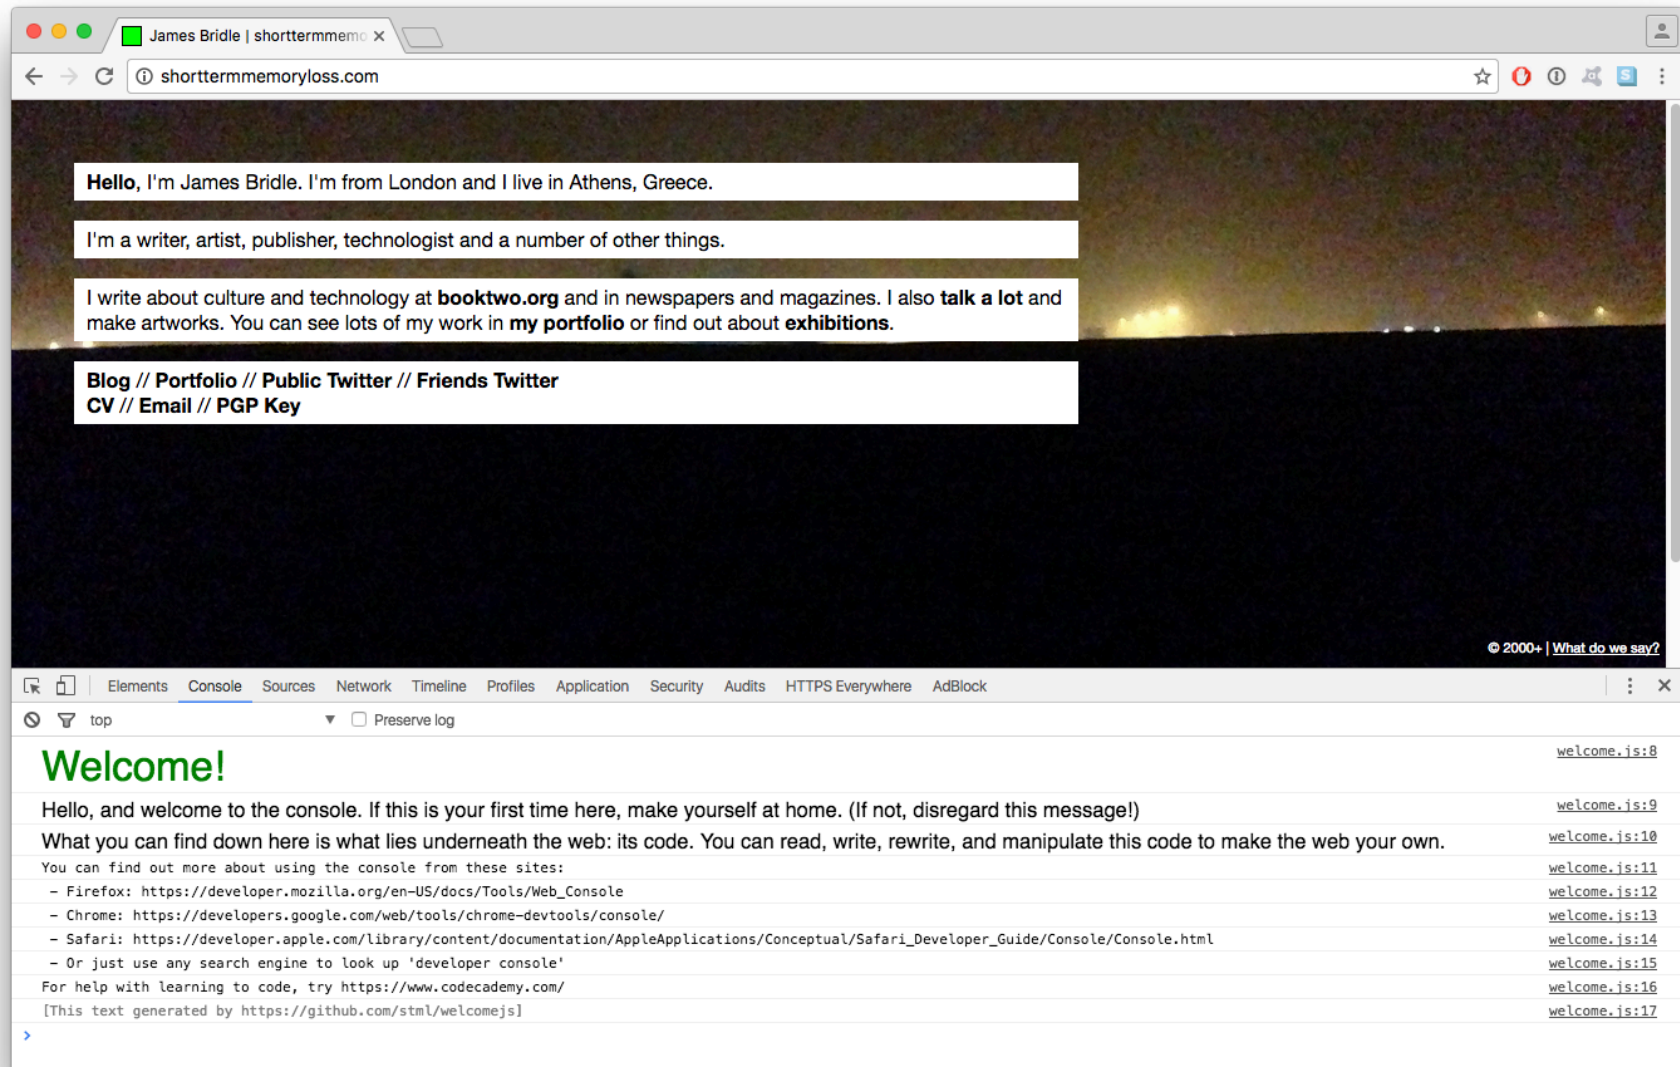 James Bridle | shorttermmemo
shorttermmemoryloss.com
Hello, I'm James Bridle. I'm from London and I live in Athens, Greece.
I'm a writer, artist, publisher, technologist and a number of other things.
I write about culture and technology at booktwo.org and in newspapers and magazines. I also talk a lot and
make artworks. You can see lots of my work in my portfolio or find out about exhibitions.
Blog // Portfolio // Public Twitter // Friends Twitter
CV // Email // PGP Key
© 2000+ | What do we say?
Elements Console Sources Network Timeline Profiles Application Security Audits HTTPS Everywhere AdBlock
top Preserve log
Welcome! welcome.js:8
Hello, and welcome to the console. If this is your first time here, make yourself at home. (If not, disregard this message!) welcome.js:9
What you can find down here is what lies underneath the web: its code. You can read, write, rewrite, and manipulate this code to make the web your own. welcome.js:10
You can find out more about using the console from these sites: welcome.js:11
- Firefox: https://developer.mozilla.org/en-US/docs/Tools/Web_Console welcome.js:12
- Chrome: https://developers.google.com/web/tools/chrome-devtools/console/ welcome.js:13
- Safari: https://developer.apple.com/library/content/documentation/AppleApplications/Conceptual/Safari_Developer_Guide/Console/Console.html welcome.js:14
- Or just use any search engine to look up 'developer console' welcome.js:15
For help with learning to code, try https://www.codecademy.com/ welcome.js:16
[This text generated by https://github.com/stml/welcomejs] welcome.js:17